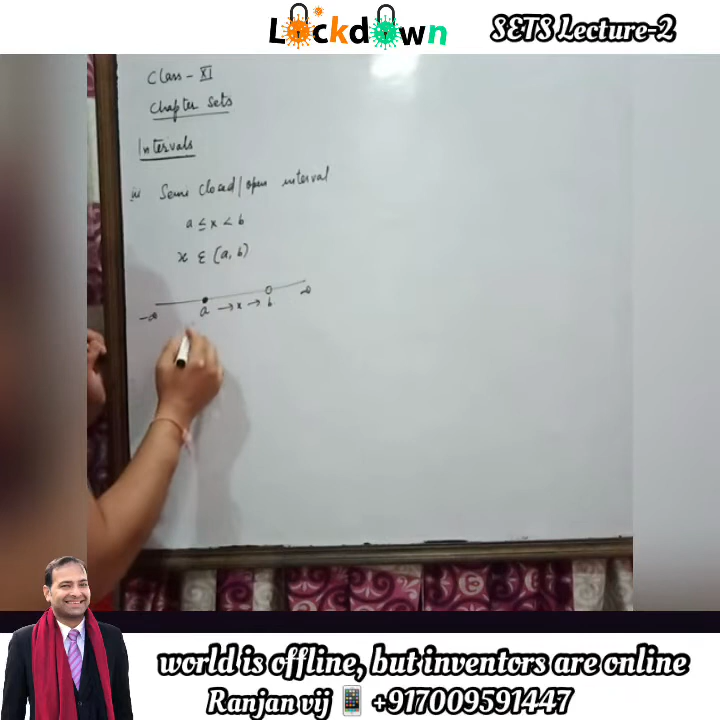 Lockdown
SETS Lecture-2
Class - XI
Chapter Sets
Intervals
iii Semi Closed/open interval
a ≤ x < b
x ε [a, b)
-∞ a → x → b ∞
world is offline, but inventors are online
Ranjan vij +917009591447